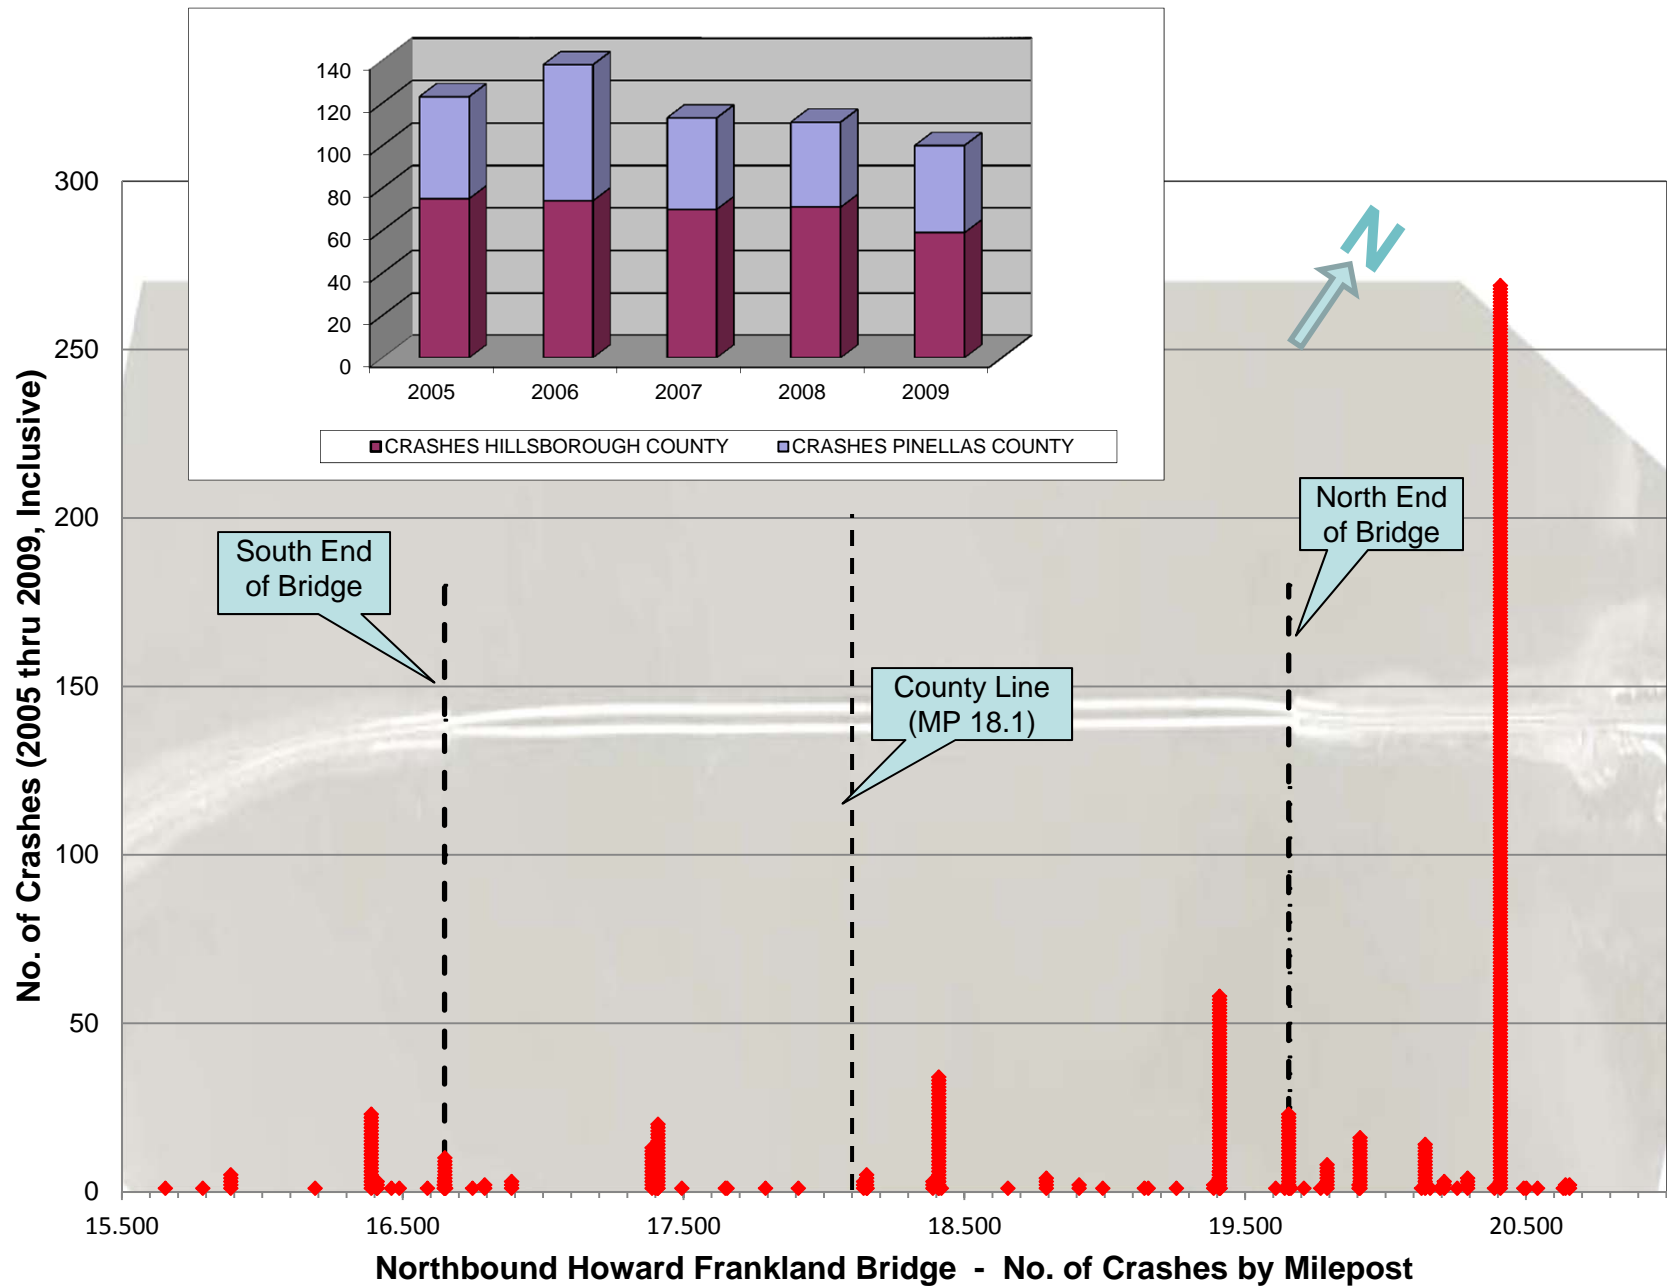 140
120
100
80
60
40
20
0
2005 2006 2007 2008 2009
CRASHES HILLSBOROUGH COUNTY CRASHES PINELLAS COUNTY
N
300
250
200
150
100
50
0
No. of Crashes (2005 thru 2009, Inclusive)
South End
of Bridge
North End
of Bridge
County Line
(MP 18.1)
15.500 16.500 17.500 18.500 19.500 20.500
Northbound Howard Frankland Bridge - No. of Crashes by Milepost